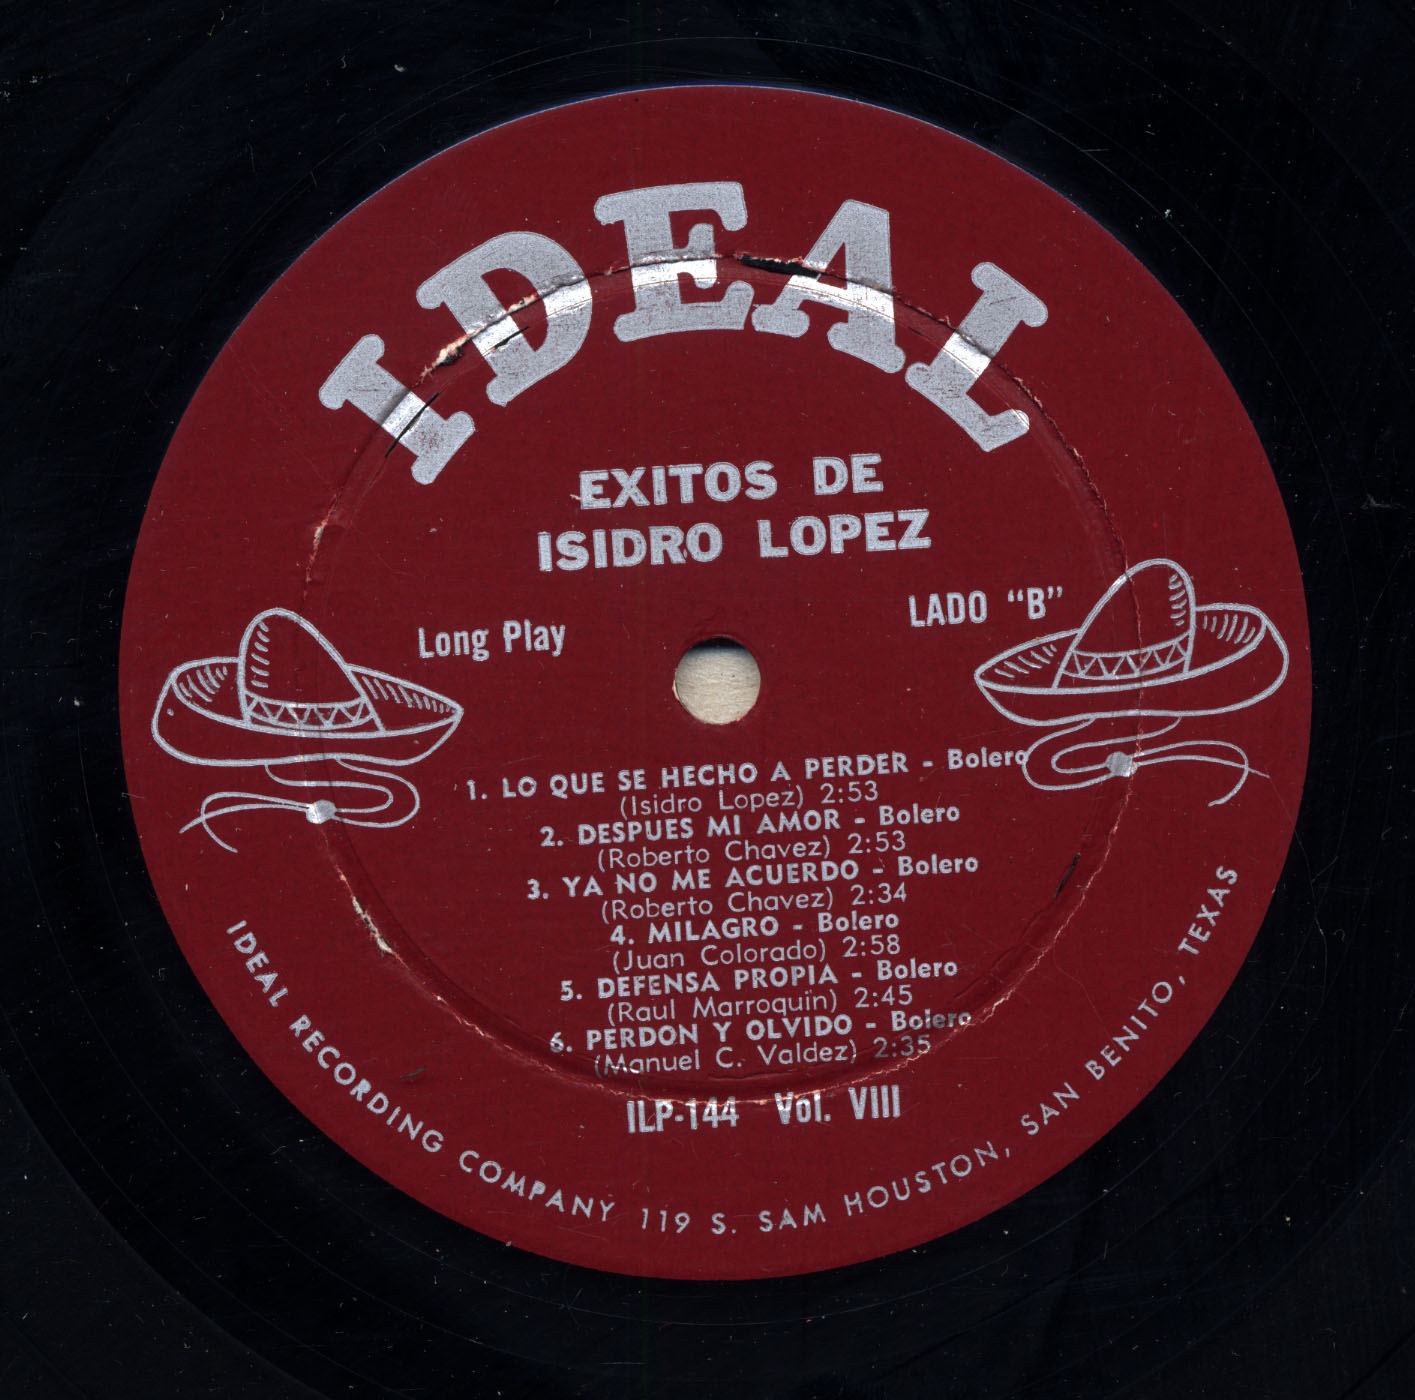 IDEAL
EXITOS DE
ISIDRO LOPEZ
Long Play
LADO "B"
1. LO QUE SE HECHO A PERDER - Bolero
(Isidro Lopez) 2:53
2. DESPUES MI AMOR - Bolero
(Roberto Chavez) 2:53
3. YA NO ME ACUERDO - Bolero
(Roberto Chavez) 2:34
4. MILAGRO - Bolero
(Juan Colorado) 2:58
5. DEFENSA PROPIA - Bolero
(Raul Marroquin) 2:45
6. PERDON Y OLVIDO - Bolero
(Manuel C. Valdez) 2:35
ILP-144 Vol. VIII
IDEAL RECORDING COMPANY 119 S. SAM HOUSTON, SAN BENITO, TEXAS